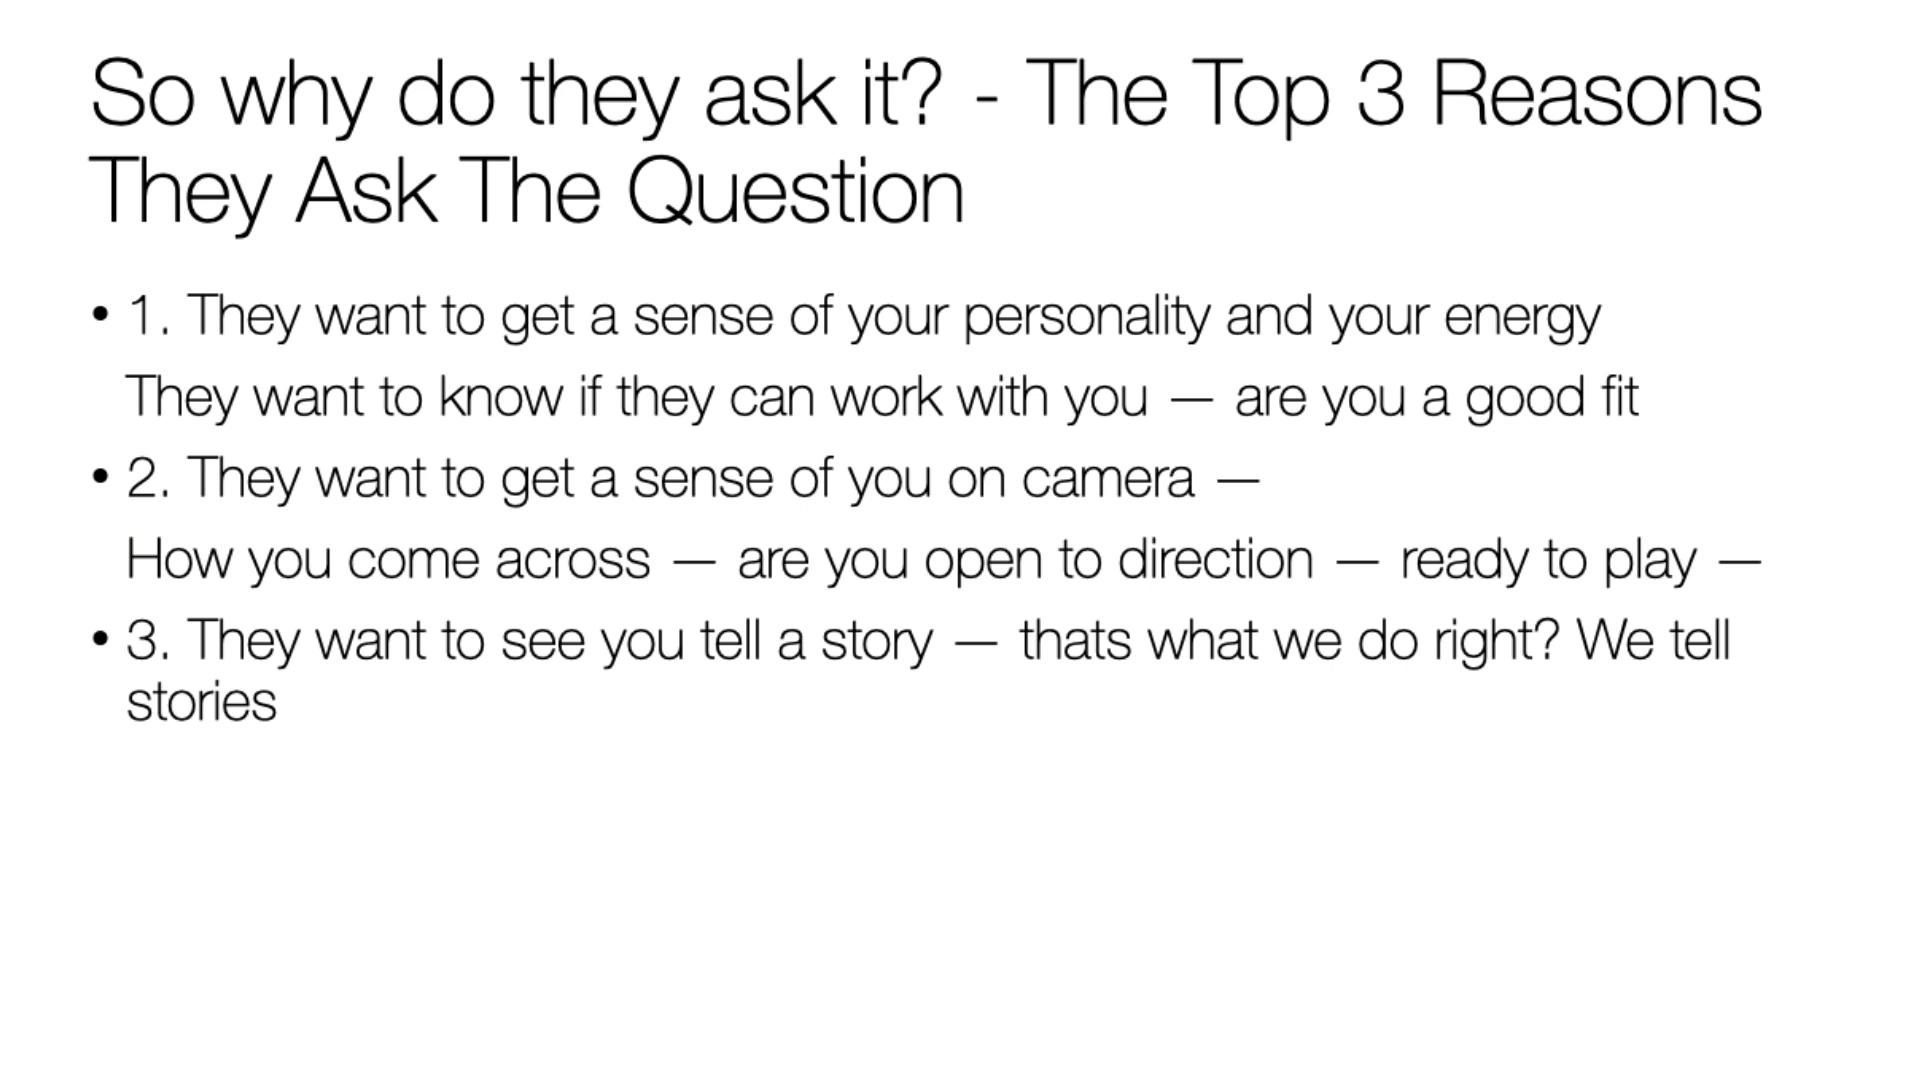 So why do they ask it? - The Top 3 Reasons
They Ask The Question
• 1. They want to get a sense of your personality and your energy
They want to know if they can work with you — are you a good fit
• 2. They want to get a sense of you on camera —
How you come across — are you open to direction — ready to play —
• 3. They want to see you tell a story — thats what we do right? We tell
stories